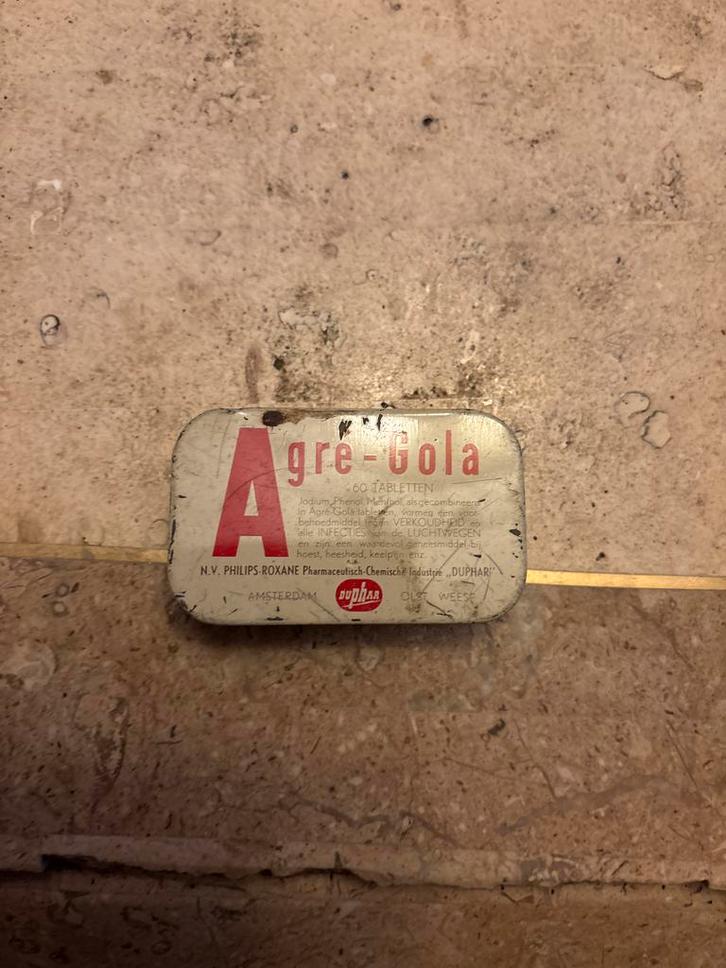 Agre-Gola
60 TABLETTEN
Jodium, Phenol, Menthol, als gecombineerd
in Agre-Gola tabletten, vormen een voor-
behoedmiddel tegen VERKOUDHEID en
alle INFECTIES van de LUCHTWEGEN
en zijn een waardevol geneesmiddel bij
hoest, heesheid, keelpijn enz.
N.V. PHILIPS-ROXANE Pharmaceutisch-Chemische Industrie „DUPHAR”
AMSTERDAM DUPHAR OLST WEESP